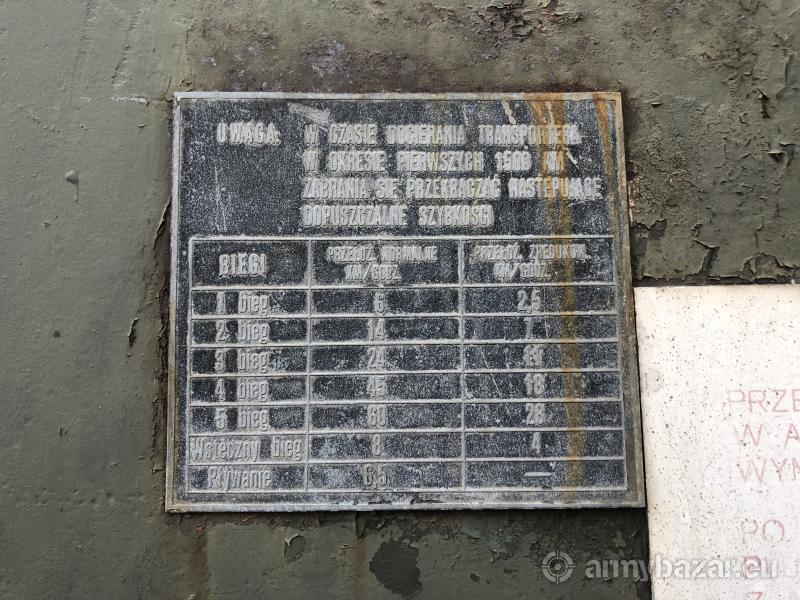 UWAGA: W CZASIE DOCIERANIA TRANSPORTERA
W OKRESIE PIERWSZYCH 1500 KM
ZABRANIA SIĘ PRZEKRACZAĆ NASTĘPUJĄCE
DOPUSZCZALNE SZYBKOŚCI
BIEGI PRZEŁOŻ. NORMALNE KM/GODZ. PRZEŁOŻ. ZREDUKOW. KM/GODZ.
1 bieg 6 2,5
2 bieg 14 7
3 bieg 24
4 bieg 45 18
5 bieg 60 28
Wsteczny bieg 8 4
Pływanie 6,5 —
PRZE
W A
WYM
PO
armybazar.eu
Z